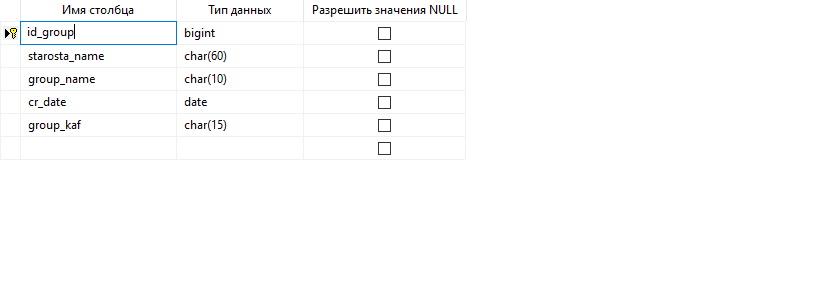 Имя столбца Тип данных Разрешить значения NULL
id_group bigint
starosta_name char(60)
group_name char(10)
cr_date date
group_kaf char(15)